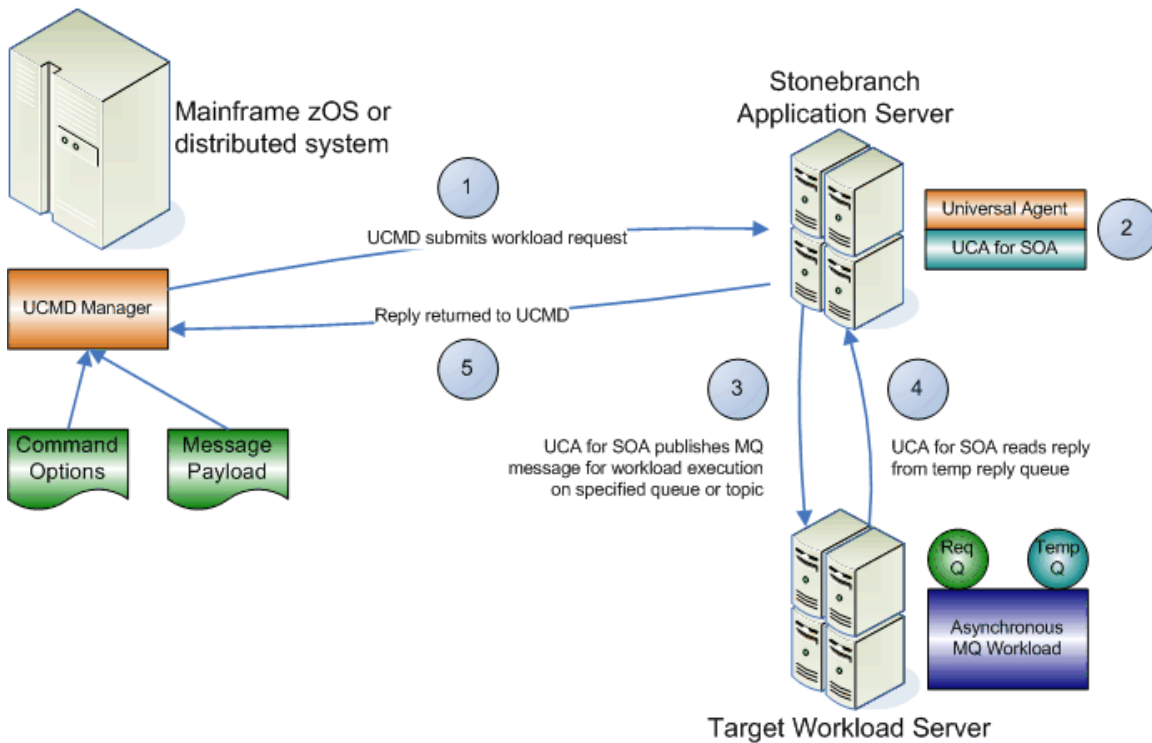 Stonebranch
Application Server
Mainframe zOS or
distributed system
1
UCMD submits workload request
Universal Agent
UCA for SOA
2
UCMD Manager
Reply returned to UCMD
5
3
4
Command
Options
Message
Payload
UCA for SOA publishes MQ
message for workload execution
on specified queue or topic
UCA for SOA reads reply
from temp reply queue
Req
Q
Temp
Q
Asynchronous
MQ Workload
Target Workload Server